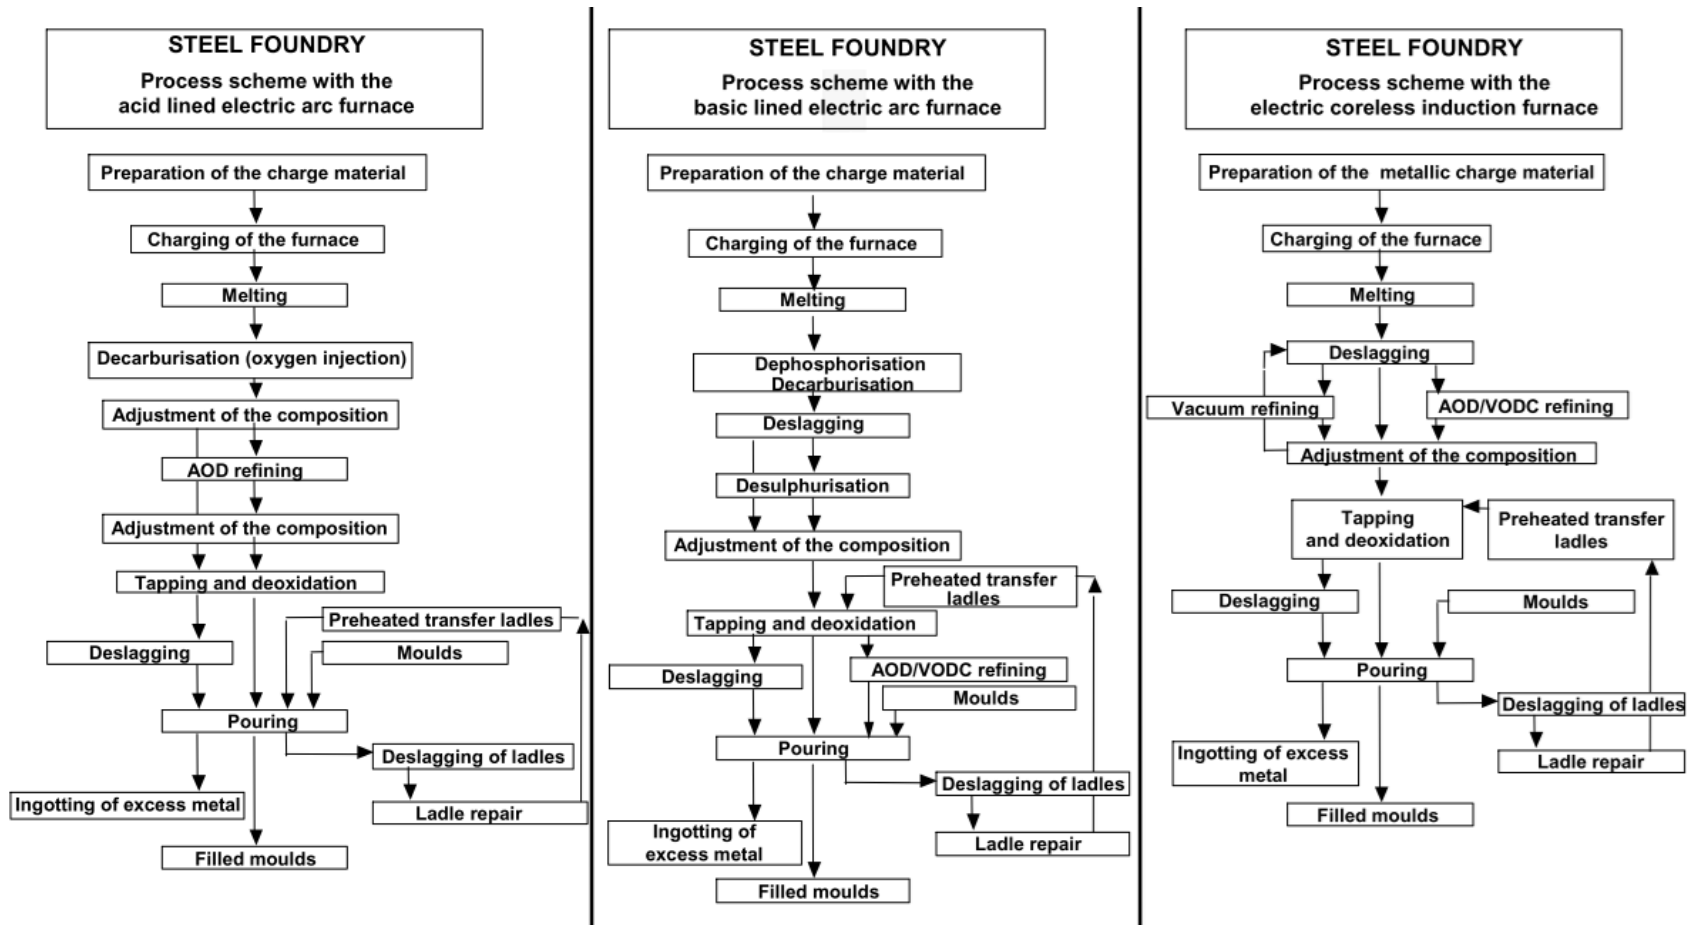 STEEL FOUNDRY
Process scheme with the
acid lined electric arc furnace
Preparation of the charge material
Charging of the furnace
Melting
Decarburisation (oxygen injection)
Adjustment of the composition
AOD refining
Adjustment of the composition
Tapping and deoxidation
Preheated transfer ladles
Deslagging
Moulds
Pouring
Deslagging of ladles
Ingotting of excess metal
Ladle repair
Filled moulds
STEEL FOUNDRY
Process scheme with the
basic lined electric arc furnace
Preparation of the charge material
Charging of the furnace
Melting
Dephosphorisation
Decarburisation
Deslagging
Desulphurisation
Adjustment of the composition
Preheated transfer
ladles
Tapping and deoxidation
Deslagging
AOD/VODC refining
Moulds
Pouring
Deslagging of ladles
Ingotting of
excess metal
Ladle repair
Filled moulds
STEEL FOUNDRY
Process scheme with the
electric coreless induction furnace
Preparation of the metallic charge material
Charging of the furnace
Melting
Deslagging
Vacuum refining
AOD/VODC refining
Adjustment of the composition
Tapping
and deoxidation
Preheated transfer
ladles
Deslagging
Moulds
Pouring
Deslagging of ladles
Ingotting of excess
metal
Ladle repair
Filled moulds